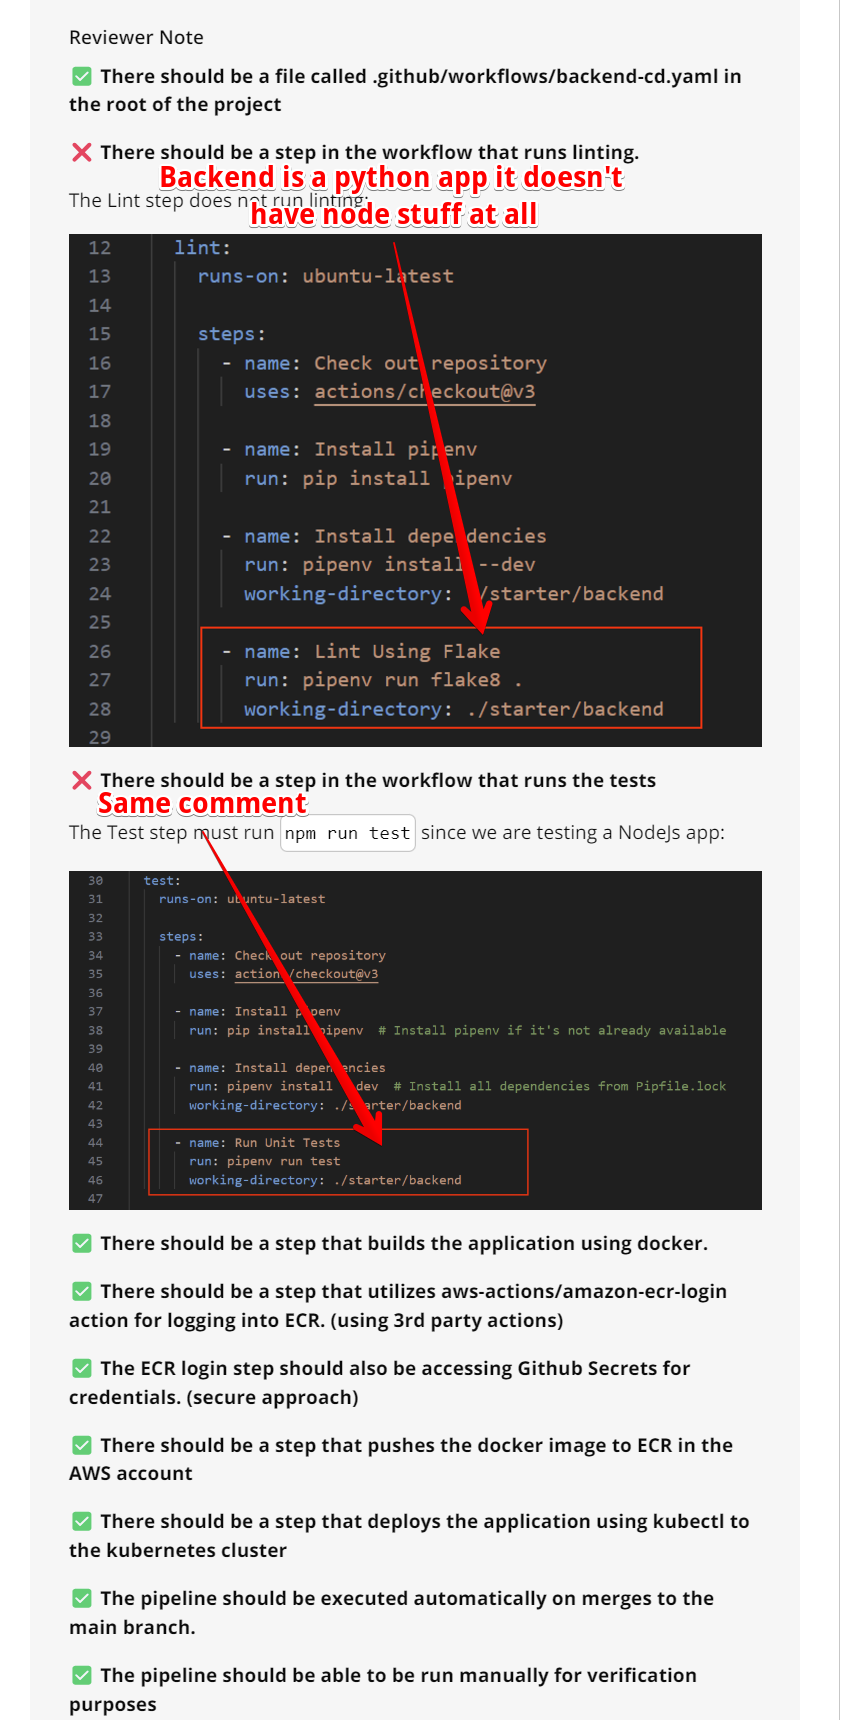 Reviewer Note
✅ There should be a file called .github/workflows/backend-cd.yaml in
the root of the project
❌ There should be a step in the workflow that runs linting.
Backend is a python app it doesn't
have node stuff at all
The Lint step does not run linting:
12 lint:
13 runs-on: ubuntu-latest
14
15 steps:
16 - name: Check out repository
17 uses: actions/checkout@v3
18
19 - name: Install pipenv
20 run: pip install pipenv
21
22 - name: Install dependencies
23 run: pipenv install --dev
24 working-directory: ./starter/backend
25
26 - name: Lint Using Flake
27 run: pipenv run flake8 .
28 working-directory: ./starter/backend
29
❌ There should be a step in the workflow that runs the tests
Same comment
The Test step must run npm run test since we are testing a NodeJs app:
30 test:
31 runs-on: ubuntu-latest
32
33 steps:
34 - name: Check out repository
35 uses: actions/checkout@v3
36
37 - name: Install pipenv
38 run: pip install pipenv # Install pipenv if it's not already available
39
40 - name: Install dependencies
41 run: pipenv install --dev # Install all dependencies from Pipfile.lock
42 working-directory: ./starter/backend
43
44 - name: Run Unit Tests
45 run: pipenv run test
46 working-directory: ./starter/backend
47
✅ There should be a step that builds the application using docker.
✅ There should be a step that utilizes aws-actions/amazon-ecr-login
action for logging into ECR. (using 3rd party actions)
✅ The ECR login step should also be accessing Github Secrets for
credentials. (secure approach)
✅ There should be a step that pushes the docker image to ECR in the
AWS account
✅ There should be a step that deploys the application using kubectl to
the kubernetes cluster
✅ The pipeline should be executed automatically on merges to the
main branch.
✅ The pipeline should be able to be run manually for verification
purposes